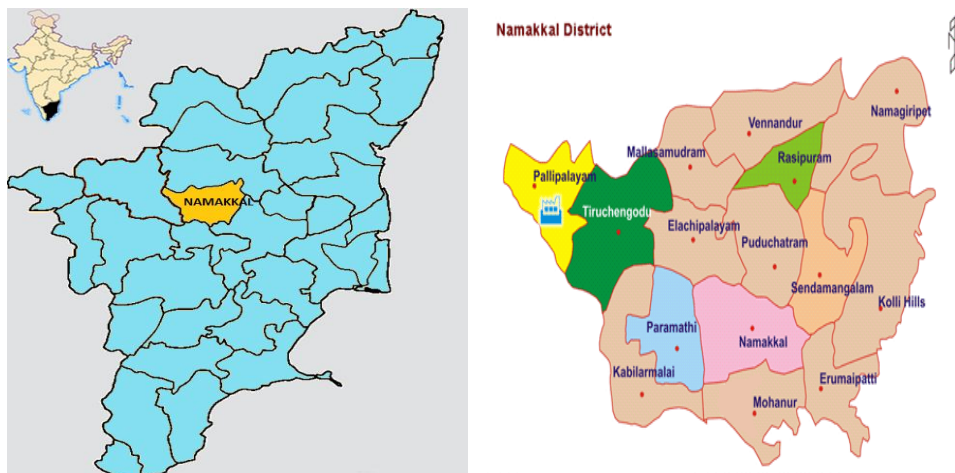 NAMAKKAL
Namakkal District
N
Namagiripet
Vennandur
Mallasamudram
Rasipuram
Pallipalayam
Tiruchengodu
Elachipalayam
Puduchatram
Sendamangalam
Kolli Hills
Paramathi
Namakkal
Kabilarmalai
Erumaipatti
Mohanur